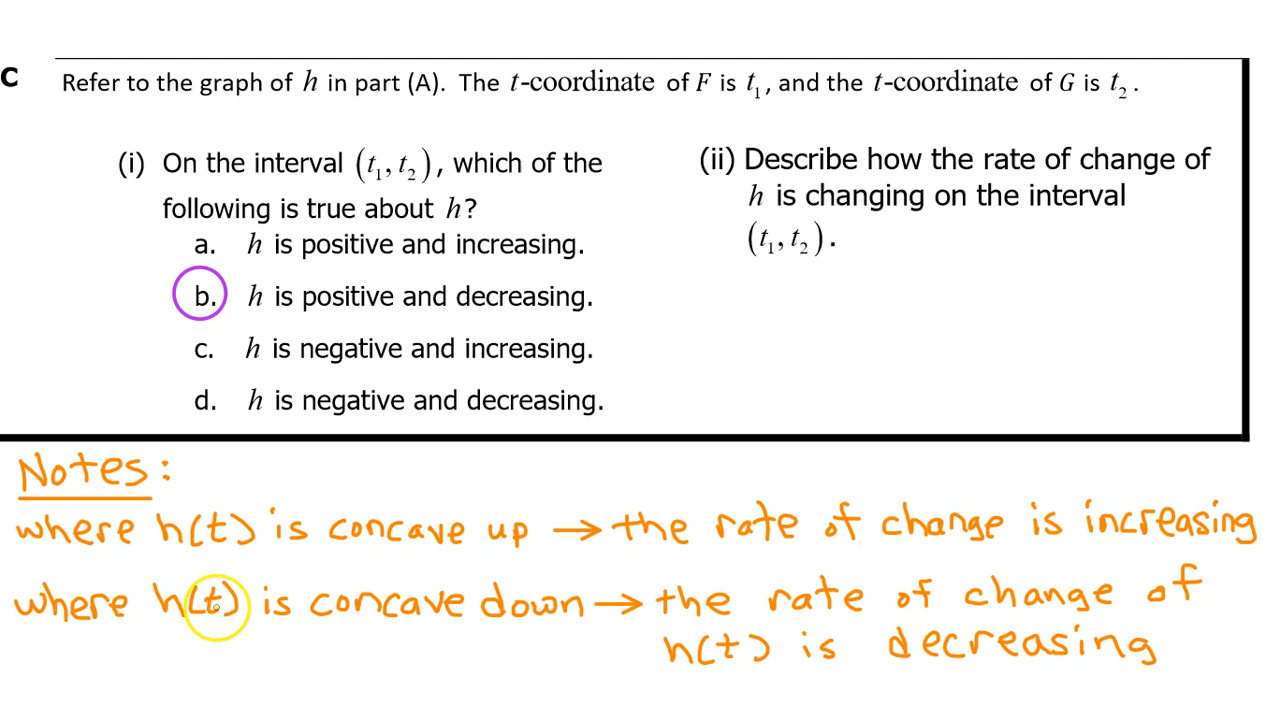 C Refer to the graph of h in part (A). The t-coordinate of F is t₁, and the t-coordinate of G is t₂.
(i) On the interval (t₁, t₂), which of the
following is true about h?
a. h is positive and increasing.
b. h is positive and decreasing.
c. h is negative and increasing.
d. h is negative and decreasing.
(ii) Describe how the rate of change of
h is changing on the interval
(t₁, t₂).
Notes:
where h(t) is concave up → the rate of change is increasing
where h(t) is concave down → the rate of change of
h(t) is decreasing